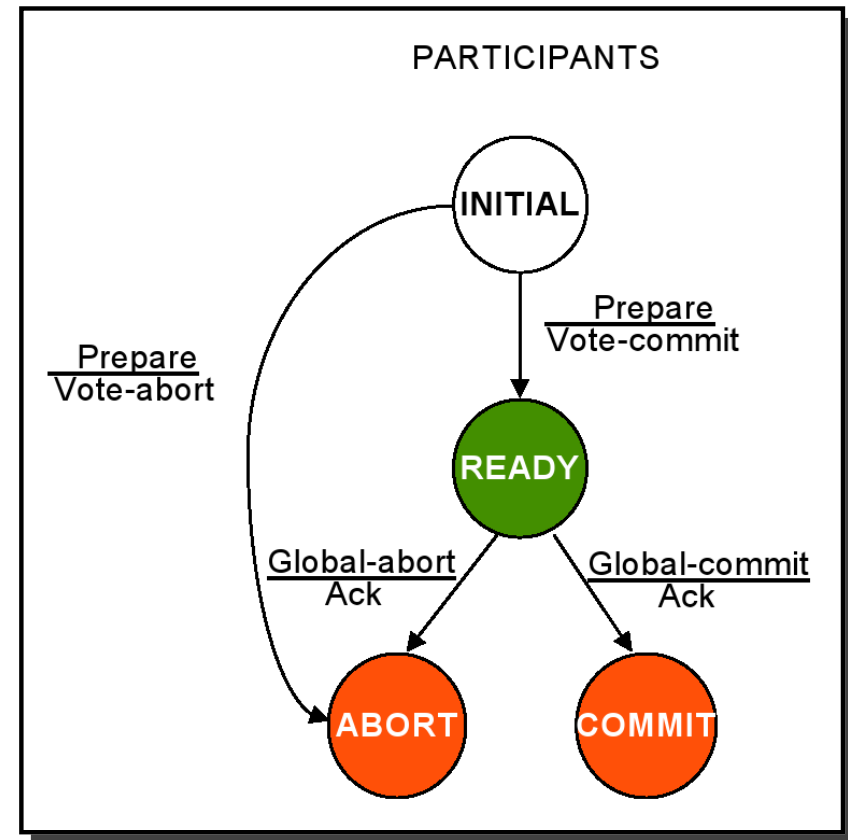 PARTICIPANTS
INITIAL
Prepare
Vote-commit
Prepare
Vote-abort
READY
Global-abort
Ack
Global-commit
Ack
ABORT
COMMIT